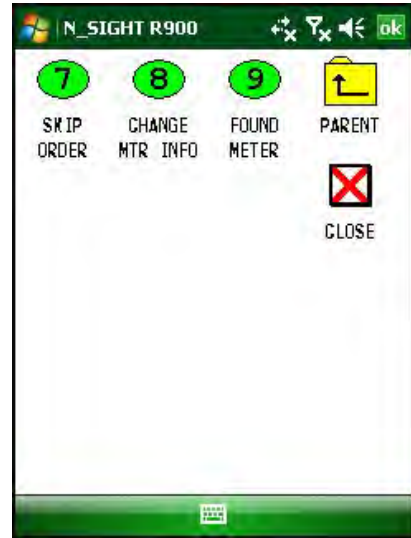 N_SIGHT R900 ok
7 8 9
SKIP CHANGE FOUND PARENT
ORDER MTR INFO METER
CLOSE